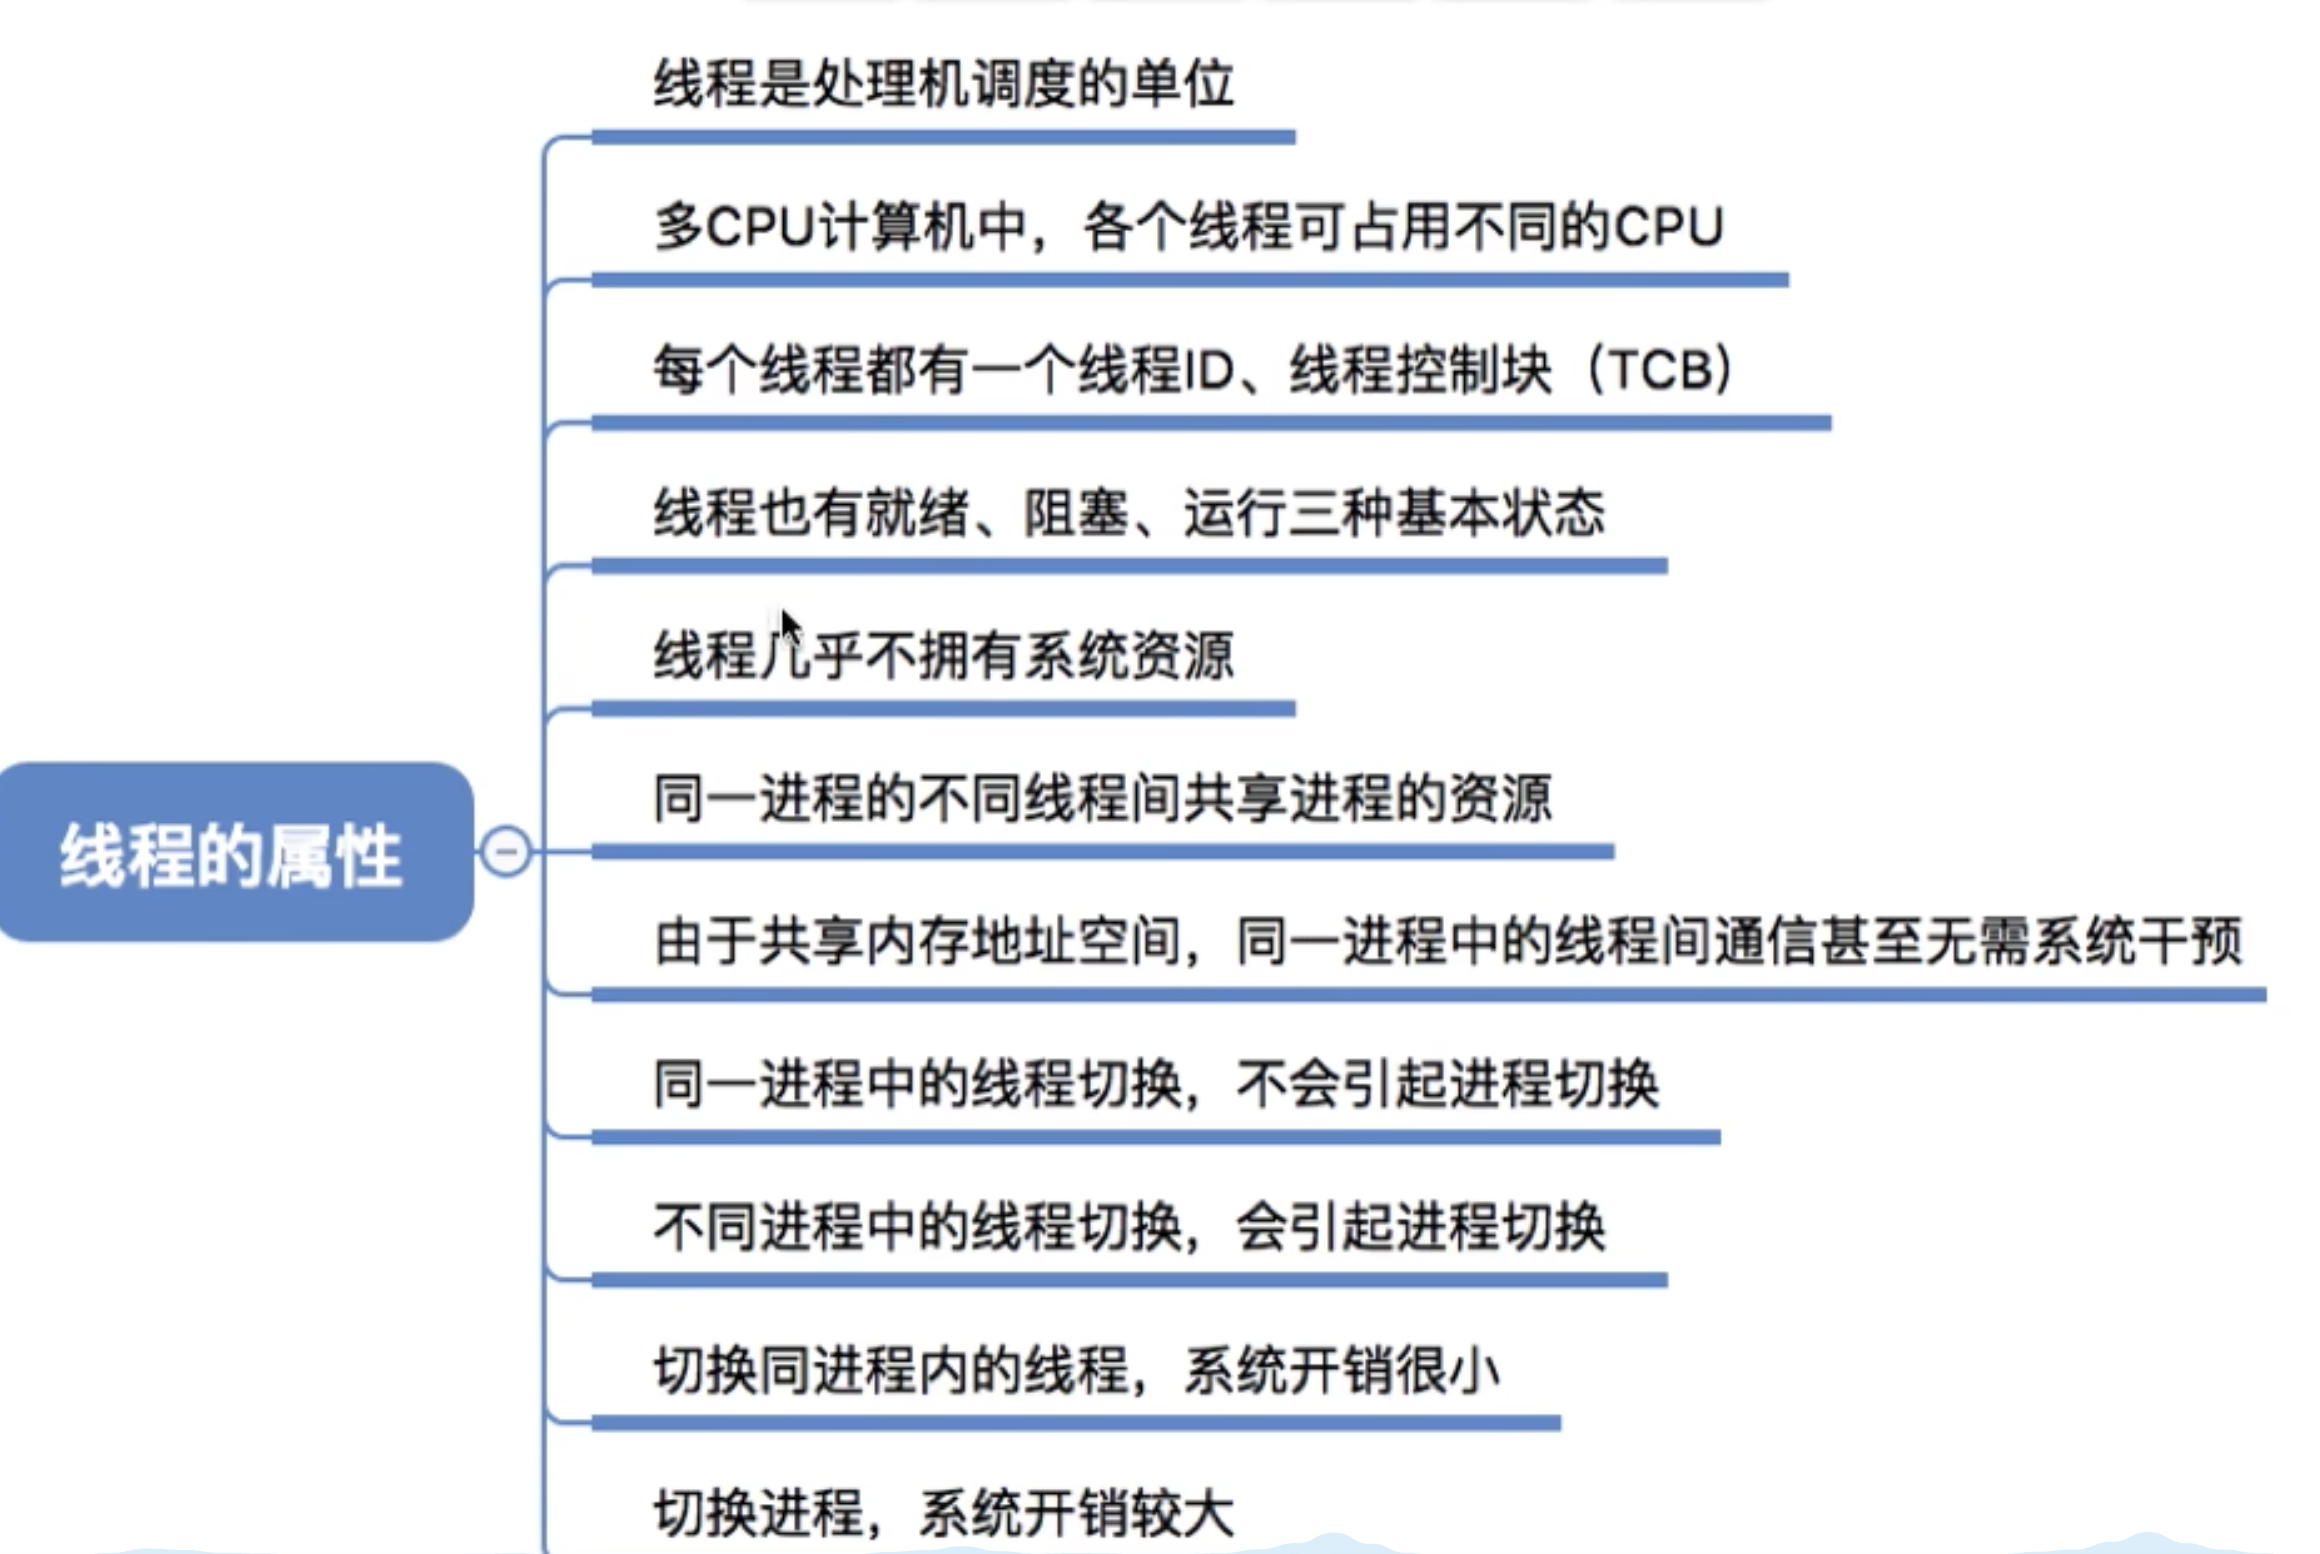 线程是处理机调度的单位
多CPU计算机中，各个线程可占用不同的CPU
每个线程都有一个线程ID、线程控制块（TCB）
线程也有就绪、阻塞、运行三种基本状态
线程几乎不拥有系统资源
同一进程的不同线程间共享进程的资源
线程的属性
由于共享内存地址空间，同一进程中的线程间通信甚至无需系统干预
同一进程中的线程切换，不会引起进程切换
不同进程中的线程切换，会引起进程切换
切换同进程内的线程，系统开销很小
切换进程，系统开销较大